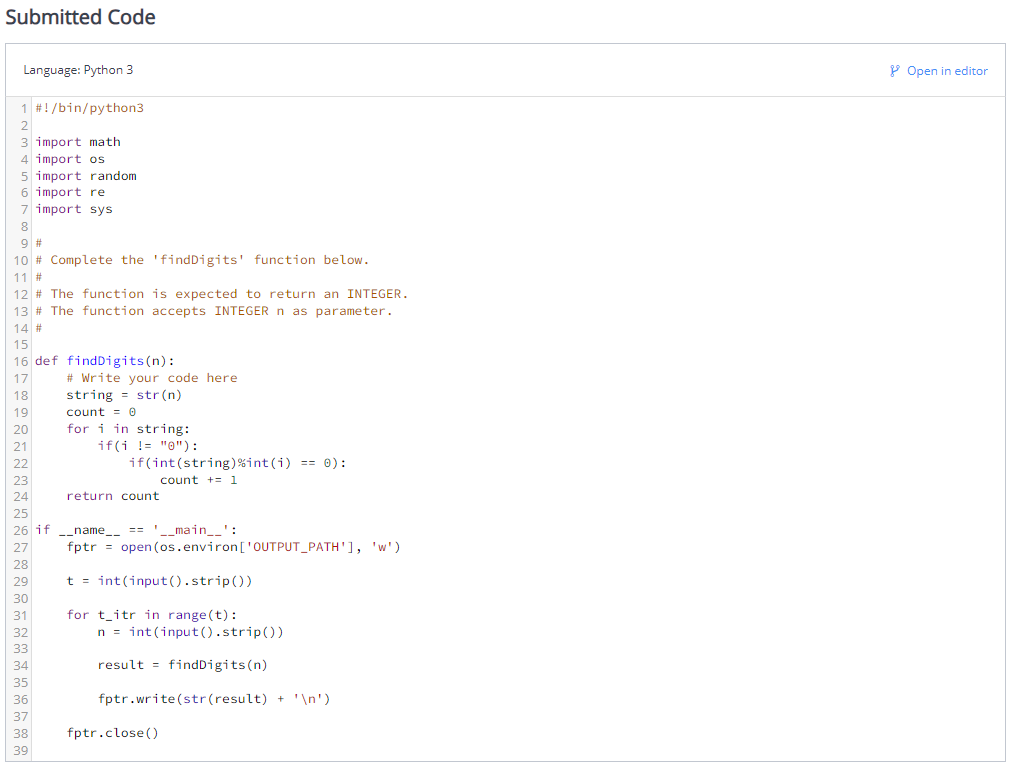 Submitted Code
Language: Python 3
Open in editor
1 #!/bin/python3
2
3 import math
4 import os
5 import random
6 import re
7 import sys
8
9 #
10 # Complete the 'findDigits' function below.
11 #
12 # The function is expected to return an INTEGER.
13 # The function accepts INTEGER n as parameter.
14 #
15
16 def findDigits(n):
17     # Write your code here
18     string = str(n)
19     count = 0
20     for i in string:
21         if(i != "0"):
22             if(int(string)%int(i) == 0):
23                 count += 1
24     return count
25
26 if __name__ == '__main__':
27     fptr = open(os.environ['OUTPUT_PATH'], 'w')
28
29     t = int(input().strip())
30
31     for t_itr in range(t):
32         n = int(input().strip())
33
34         result = findDigits(n)
35
36         fptr.write(str(result) + '\n')
37
38     fptr.close()
39